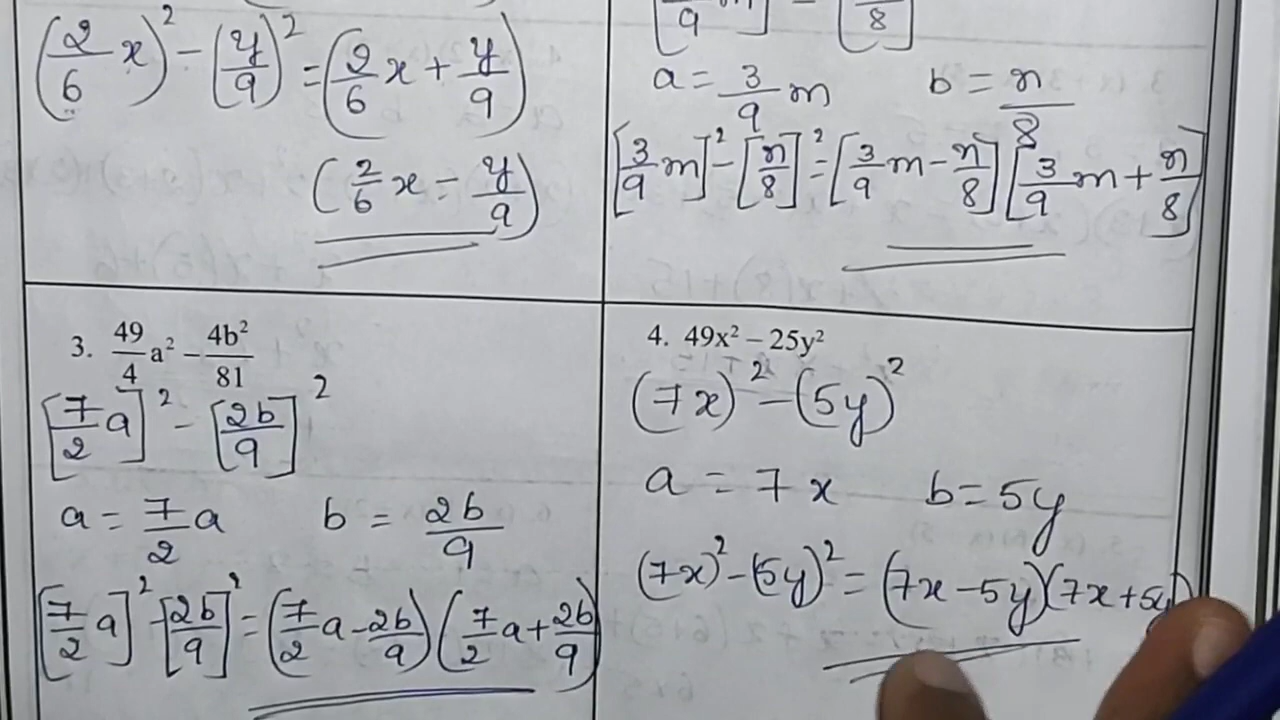 (2/6 x)² - (y/9)² = (2/6 x + y/9)
(2/6 x - y/9)
a = 3/9 m b = n/8
[3/9 m]² - [n/8]² = [3/9 m - n/8] [3/9 m + n/8]
3. 49/4 a² - 4b²/81
[7/2 a]² - [2b/9]²
a = 7/2 a b = 2b/9
[7/2 a]² - [2b/9]² = (7/2 a - 2b/9) (7/2 a + 2b/9)
4. 49x² – 25y²
(7x)² - (5y)²
a = 7x b = 5y
(7x)² - (5y)² = (7x - 5y)(7x + 5y)